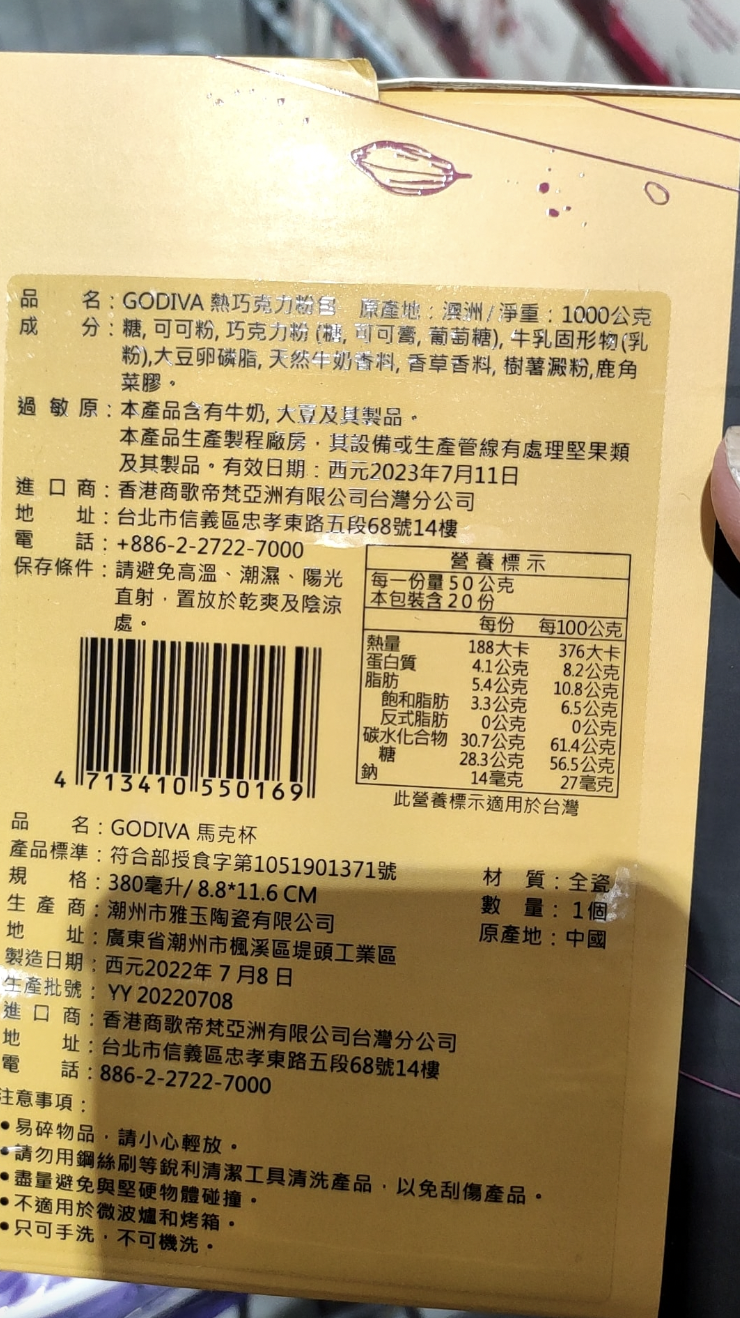 品名：GODIVA 熱巧克力粉包 原產地：澳洲/淨重：1000公克
成分：糖, 可可粉, 巧克力粉 (糖, 可可膏, 葡萄糖), 牛乳固形物(乳
粉),大豆卵磷脂, 天然牛奶香料, 香草香料, 樹薯澱粉,鹿角
菜膠。
過敏原：本產品含有牛奶, 大豆及其製品。
本產品生產製程廠房，其設備或生產管線有處理堅果類
及其製品。有效日期：西元2023年7月11日
進口商：香港商歌帝梵亞洲有限公司台灣分公司
地址：台北市信義區忠孝東路五段68號14樓
電話：+886-2-2722-7000
保存條件：請避免高溫、潮濕、陽光
直射，置放於乾爽及陰涼
處。
營養標示
每一份量50公克
本包裝含20份
每份 每100公克
熱量 188大卡 376大卡
蛋白質 4.1公克 8.2公克
脂肪 5.4公克 10.8公克
飽和脂肪 3.3公克 6.5公克
反式脂肪 0公克 0公克
碳水化合物 30.7公克 61.4公克
糖 28.3公克 56.5公克
鈉 14毫克 27毫克
此營養標示適用於台灣
4 713410 550169
品名：GODIVA 馬克杯
產品標準：符合部授食字第1051901371號
規格：380毫升/ 8.8*11.6 CM
生產商：潮州市雅玉陶瓷有限公司
地址：廣東省潮州市楓溪區堤頭工業區
製造日期：西元2022年 7 月8 日
生產批號：YY 20220708
進口商：香港商歌帝梵亞洲有限公司台灣分公司
地址：台北市信義區忠孝東路五段68號14樓
電話：886-2-2722-7000
材質：全瓷
數量：1個
原產地：中國
注意事項：
•易碎物品，請小心輕放。
•請勿用鋼絲刷等銳利清潔工具清洗產品，以免刮傷產品。
•盡量避免與堅硬物體碰撞。
•不適用於微波爐和烤箱。
•只可手洗，不可機洗。